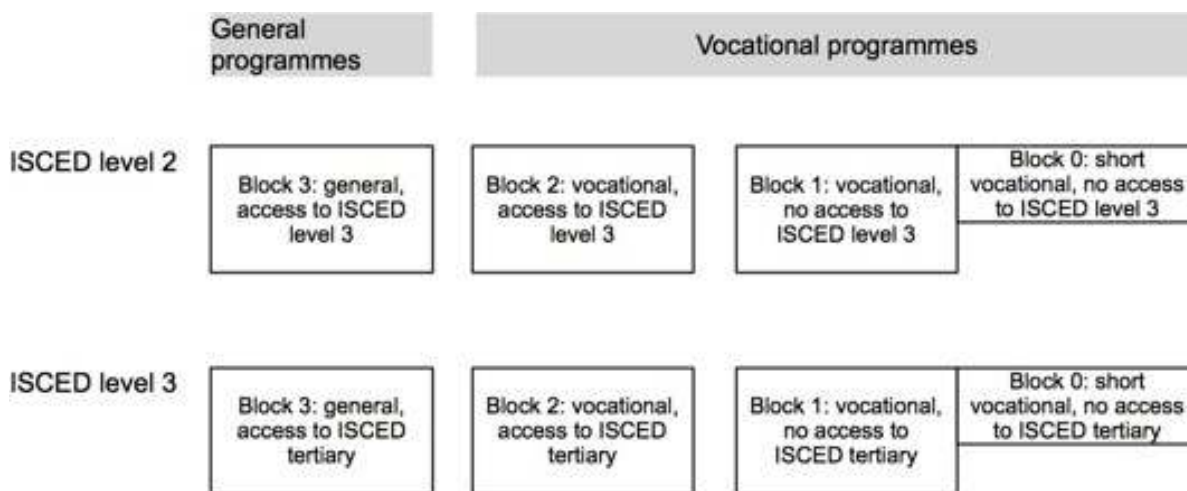 General
programmes
Vocational programmes
ISCED level 2
Block 3: general,
access to ISCED
level 3
Block 2: vocational,
access to ISCED
level 3
Block 1: vocational,
no access to
ISCED level 3
Block 0: short
vocational, no access
to ISCED level 3
ISCED level 3
Block 3: general,
access to ISCED
tertiary
Block 2: vocational,
access to ISCED
tertiary
Block 1: vocational,
no access to
ISCED tertiary
Block 0: short
vocational, no access
to ISCED tertiary